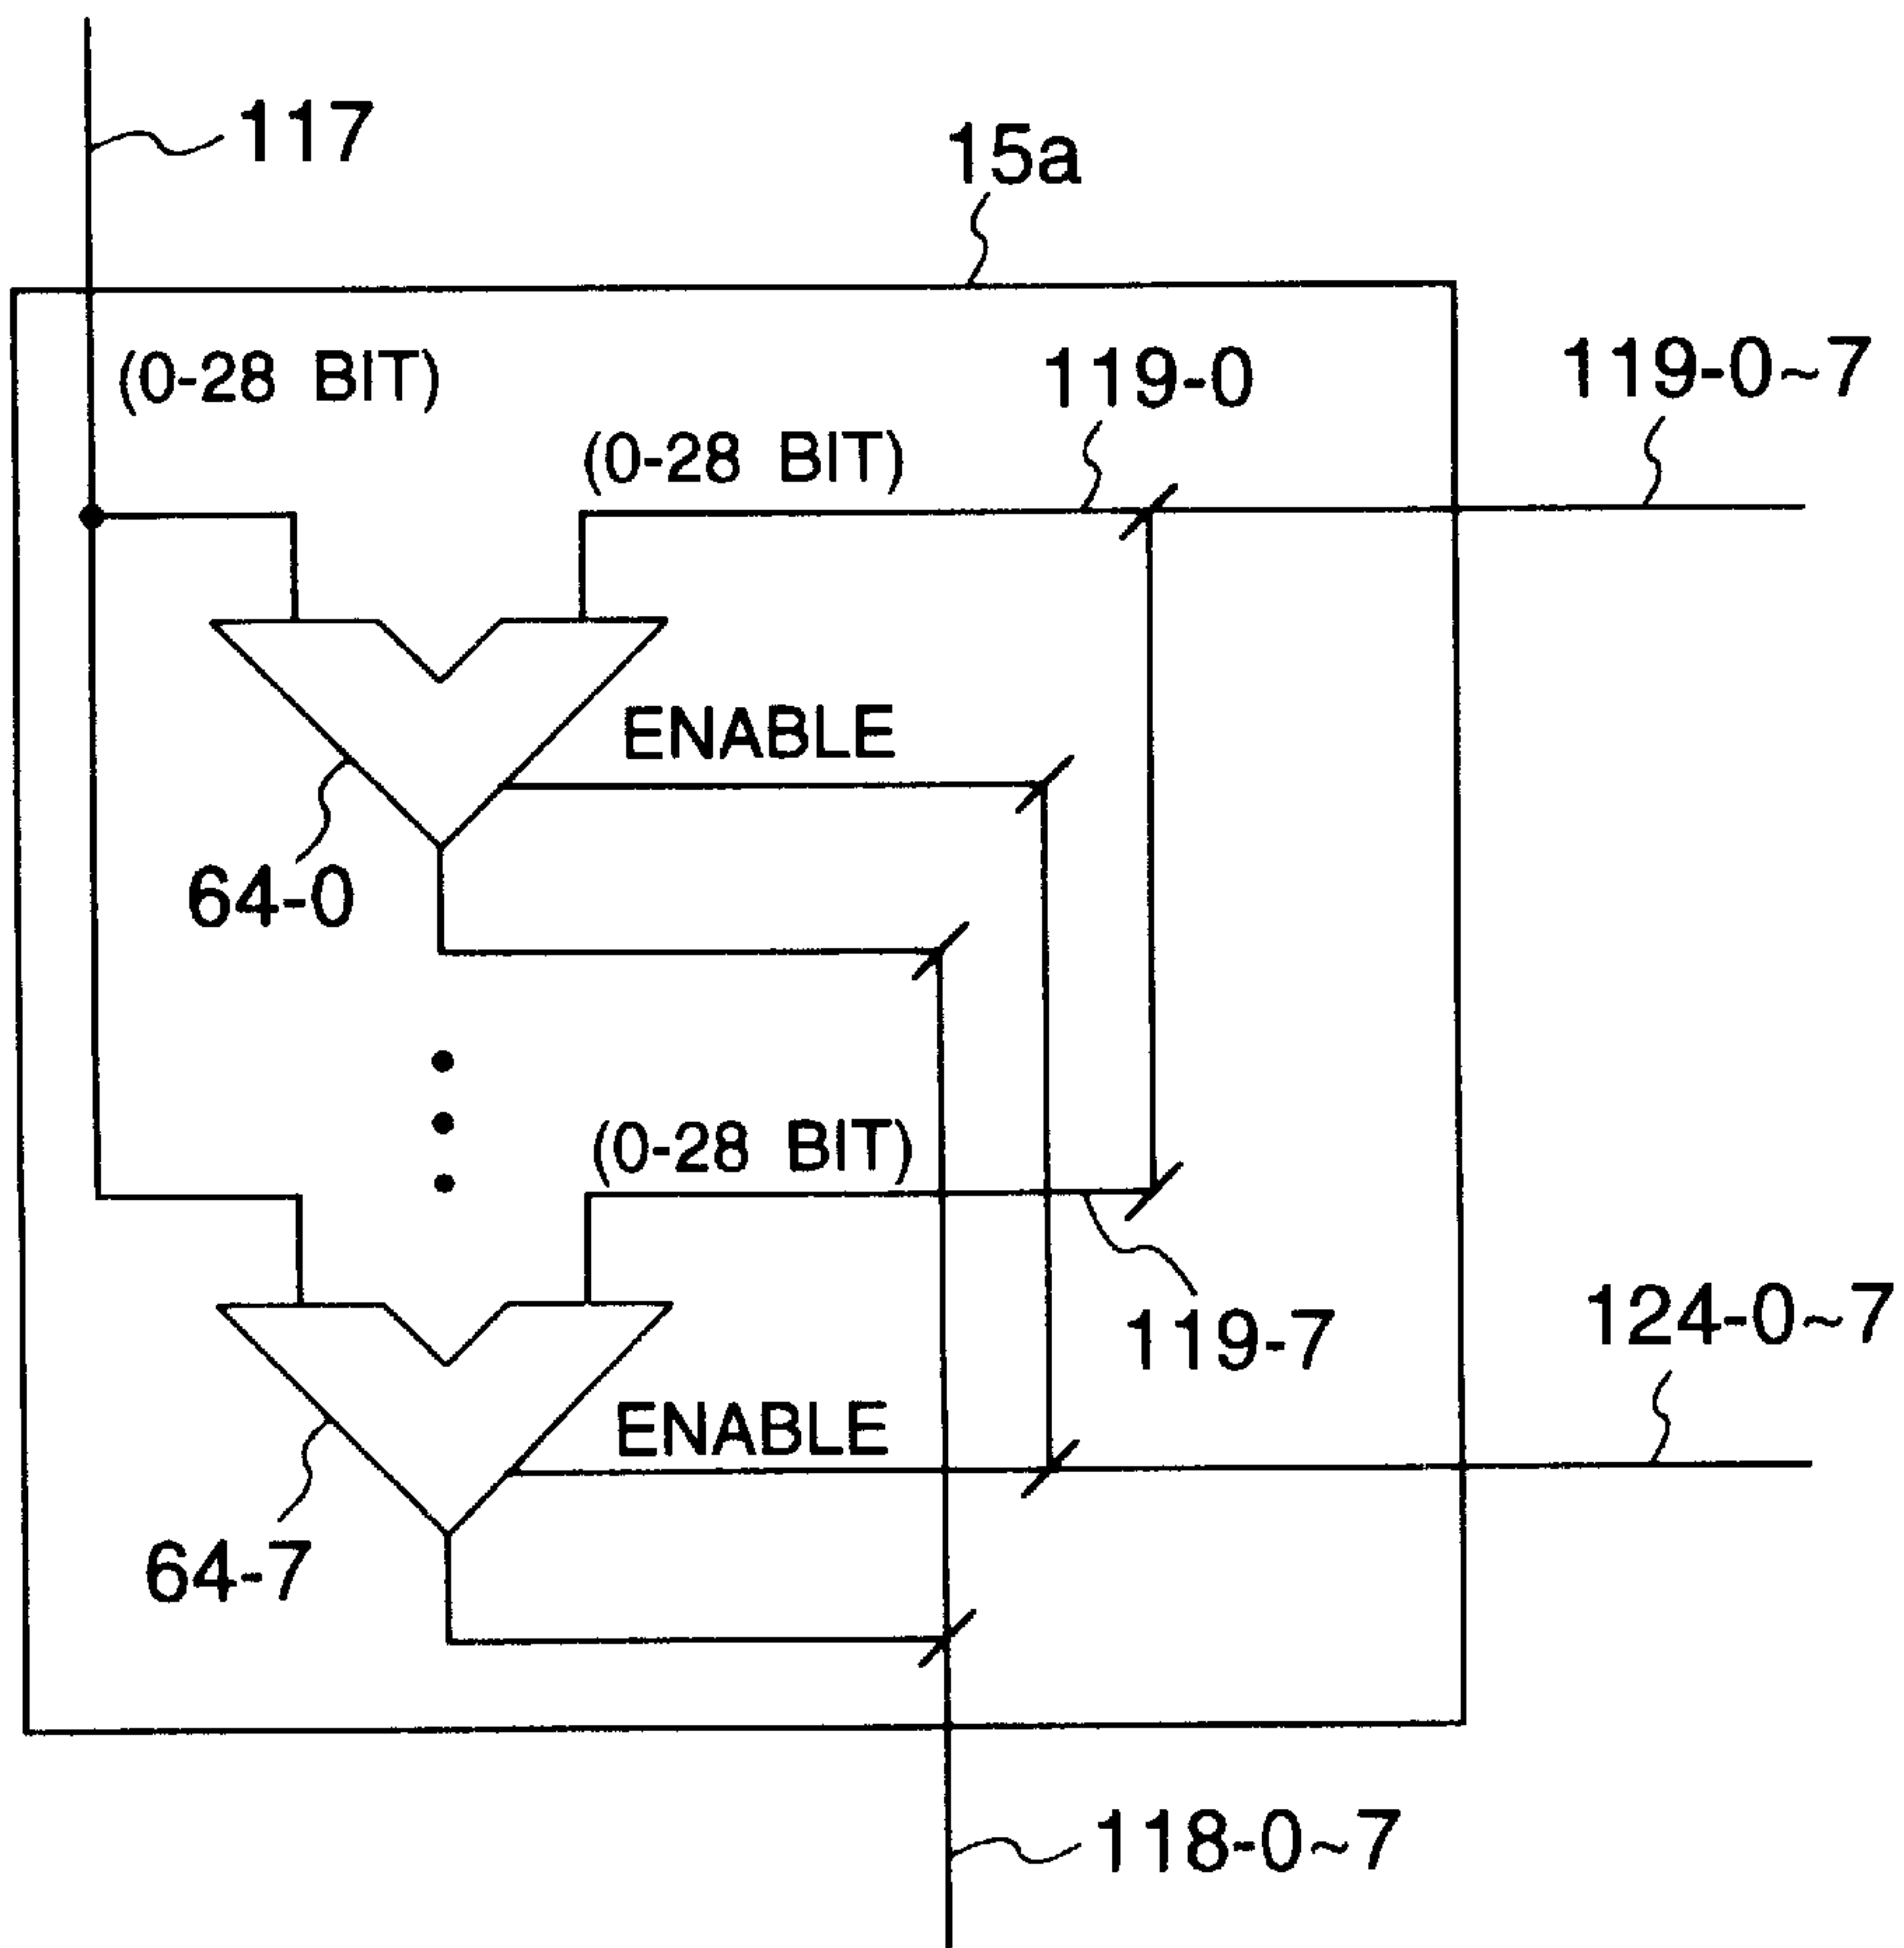 117
15a
(0-28 BIT)
119-0
119-0~7
(0-28 BIT)
ENABLE
64-0
(0-28 BIT)
119-7
124-0~7
ENABLE
64-7
118-0~7